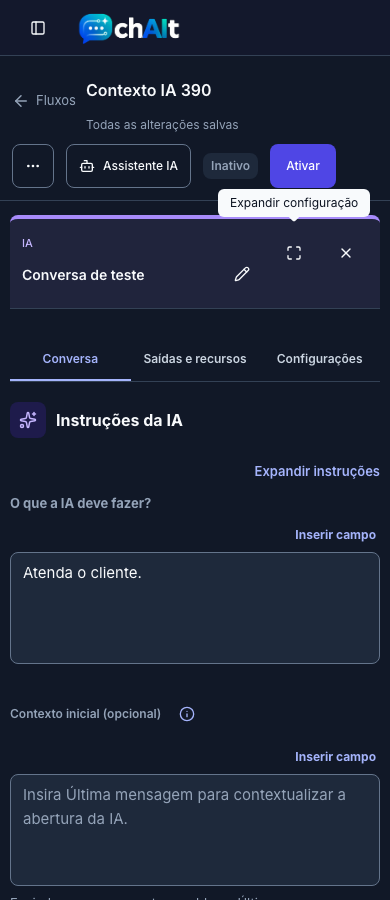 chAIt
Fluxos
Contexto IA 390
Todas as alterações salvas
Assistente IA
Inativo
Ativar
Expandir configuração
IA
Conversa de teste
Conversa
Saídas e recursos
Configurações
Instruções da IA
Expandir instruções
O que a IA deve fazer?
Inserir campo
Atenda o cliente.
Contexto inicial (opcional)
Inserir campo
Insira Última mensagem para contextualizar a
abertura da IA.